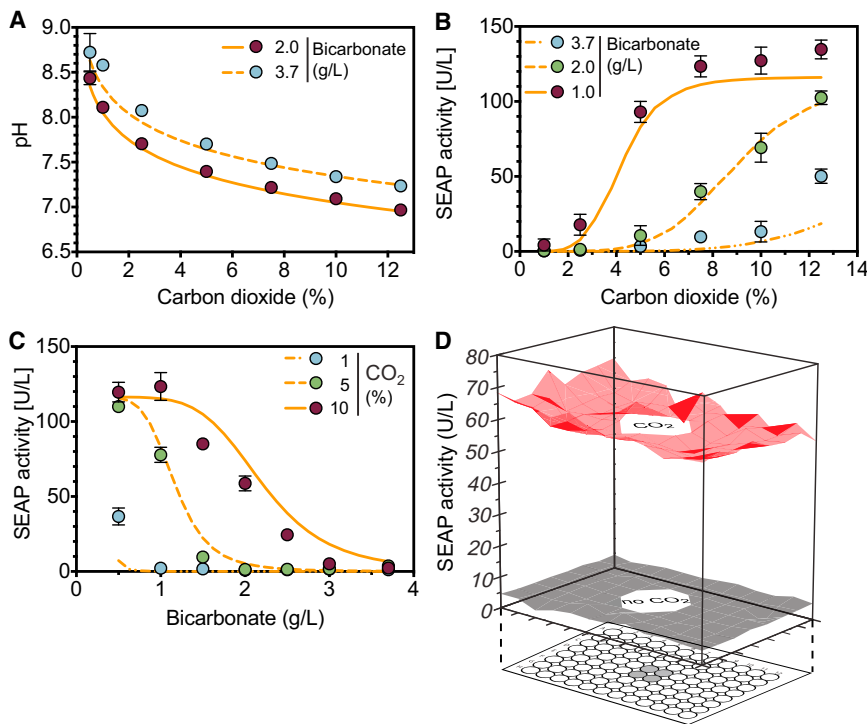 A
9.0
8.5
8.0
7.5
7.0
6.5
pH
0 2 4 6 8 10 12
Carbon dioxide (%)
2.0
3.7
Bicarbonate
(g/L)
B
150
100
50
0
SEAP activity [U/L]
0 2 4 6 8 10 12 14
Carbon dioxide (%)
3.7
2.0
1.0
Bicarbonate
(g/L)
C
150
100
50
0
SEAP activity [U/L]
0 1 2 3 4
Bicarbonate (g/L)
1
5
10
CO2
(%)
D
80
70
60
50
40
30
20
10
0
SEAP activity (U/L)
CO2
no CO2